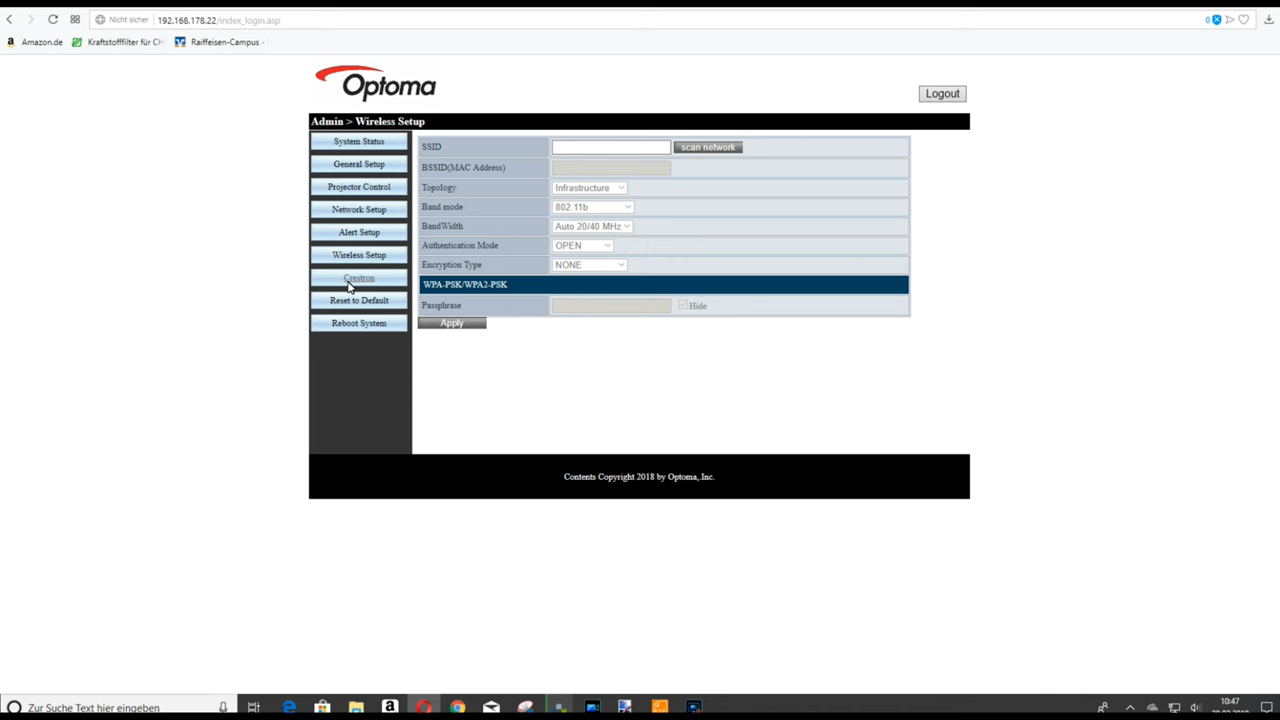 Nicht sicher 192.168.178.22/index_login.asp 0
Amazon.de Kraftstofffilter für CH Raiffeisen-Campus -
Optoma
Logout
Admin > Wireless Setup
System Status
General Setup
Projector Control
Network Setup
Alert Setup
Wireless Setup
Crestron
Reset to Default
Reboot System
SSID scan network
BSSID(MAC Address)
Topology Infrastructure
Band mode 802.11b
BandWidth Auto 20/40 MHz
Authentication Mode OPEN
Encryption Type NONE
WPA-PSK/WPA2-PSK
Passphrase Hide
Apply
Contents Copyright 2018 by Optoma, Inc.
Zur Suche Text hier eingeben
10:47